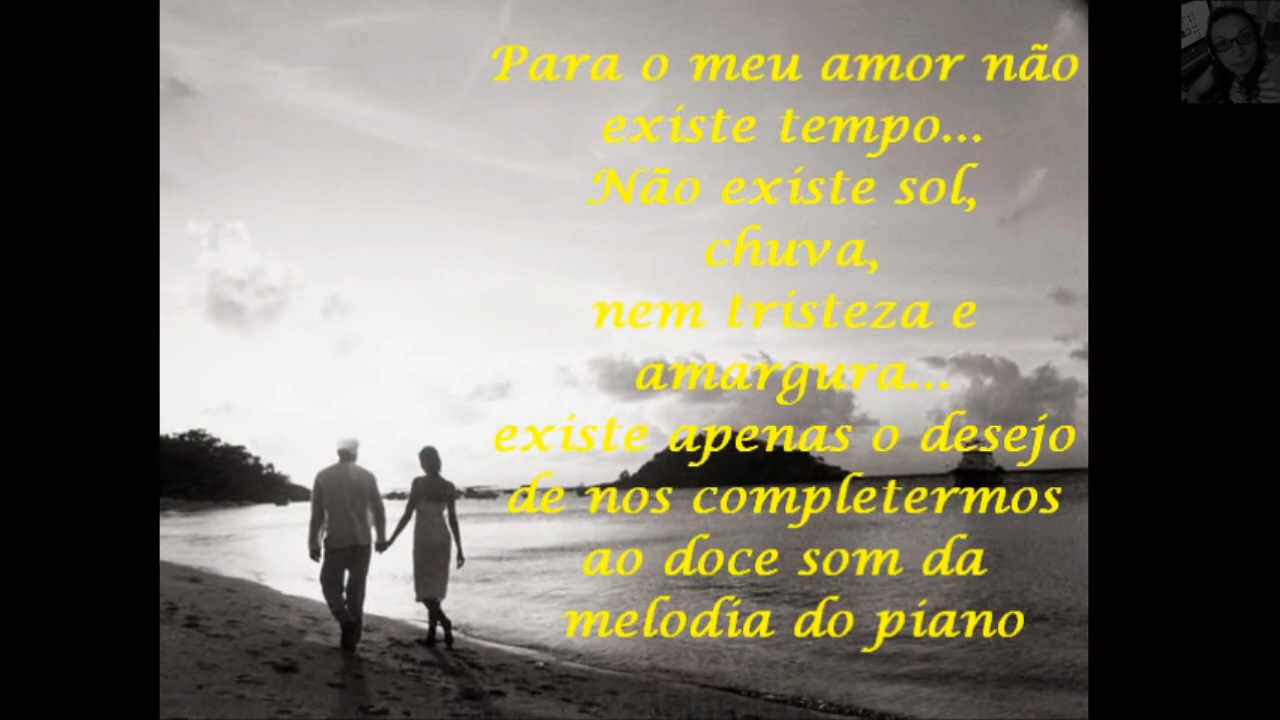 Para o meu amor não
existe tempo...
Não existe sol,
chuva,
nem tristeza e
amargura...
existe apenas o desejo
de nos completermos
ao doce som da
melodia do piano